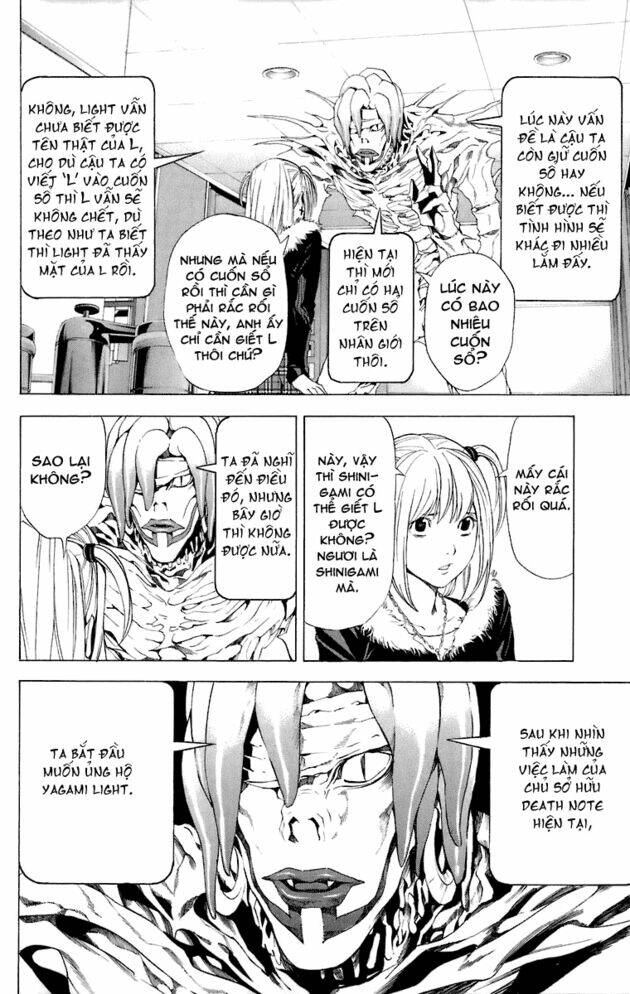 LÚC NÀY VẤN
ĐỀ LÀ CẬU TA
CÒN GIỮ CUỐN
SỔ HAY
KHÔNG... NẾU
BIẾT ĐƯỢC THÌ
TÌNH HÌNH SẼ
KHÁC ĐI NHIỀU
LẮM ĐẤY.
LÚC NÀY
CÓ BAO
NHIÊU
CUỐN
SỔ?
HIỆN TẠI
THÌ MỚI
CHỈ CÓ HAI
CUỐN SỔ
TRÊN
NHÂN GIỚI
THÔI.
NHƯNG MÀ NẾU
CÓ CUỐN SỔ
RỒI THÌ CẦN GÌ
PHẢI RẮC RỐI
THẾ NÀY, ANH ẤY
CHỈ CẦN GIẾT L
THÔI CHỨ?
KHÔNG, LIGHT VẪN
CHƯA BIẾT ĐƯỢC
TÊN THẬT CỦA L,
CHO DÙ CẬU TA CÓ
VIẾT 'L' VÀO CUỐN
SỔ THÌ L VẪN SẼ
KHÔNG CHẾT, DÙ
THEO NHƯ TA BIẾT
THÌ LIGHT ĐÃ THẤY
MẶT CỦA L RỒI.
MẤY CÁI
NÀY RẮC
RỐI QUÁ.
NÀY, VẬY
THÌ SHINI-
GAMI CÓ
THỂ GIẾT L
ĐƯỢC
KHÔNG?
NGƯƠI LÀ
SHINIGAMI
MÀ.
TA ĐÃ NGHĨ
ĐẾN ĐIỀU
ĐÓ, NHƯNG
BÂY GIỜ
THÌ KHÔNG
ĐƯỢC NỮA.
SAO LẠI
KHÔNG?
SAU KHI NHÌN
THẤY NHỮNG
VIỆC LÀM CỦA
CHỦ SỞ HỮU
DEATH NOTE
HIỆN TẠI,
TA BẮT ĐẦU
MUỐN ỦNG HỘ
YAGAMI LIGHT.